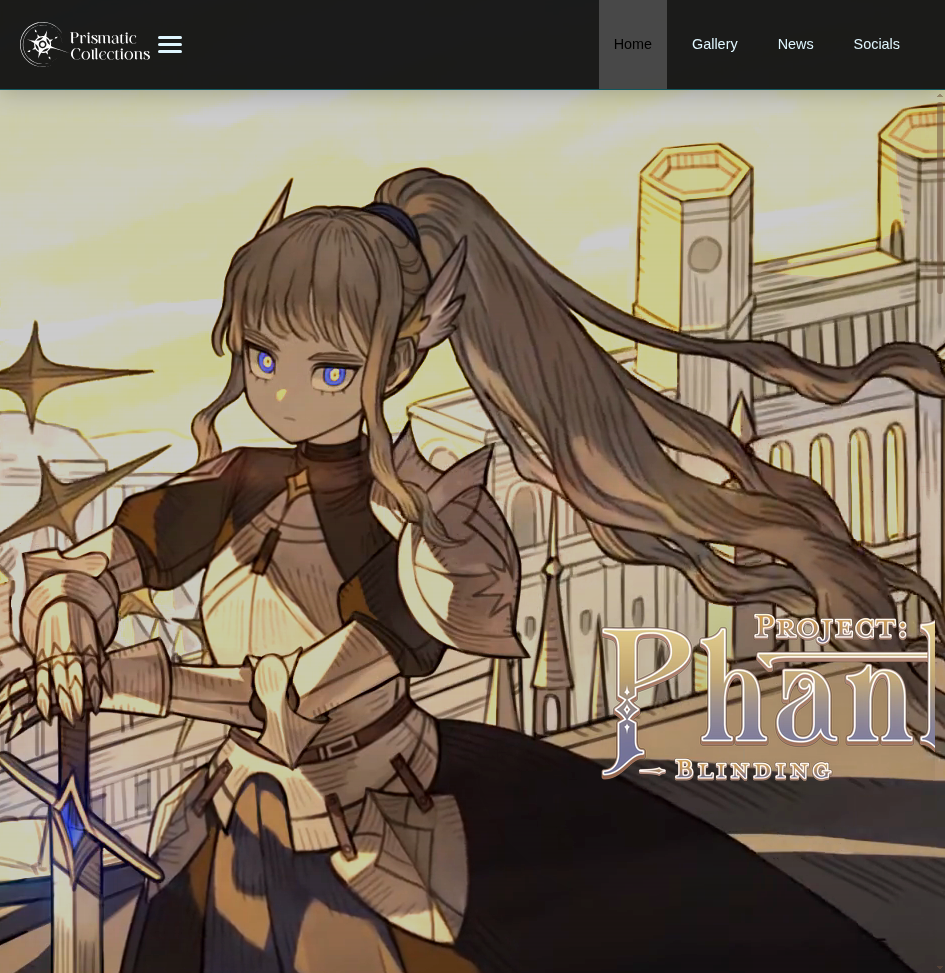 Prismatic
Collections
Home
Gallery
News
Socials
PROJECT:
BLINDING